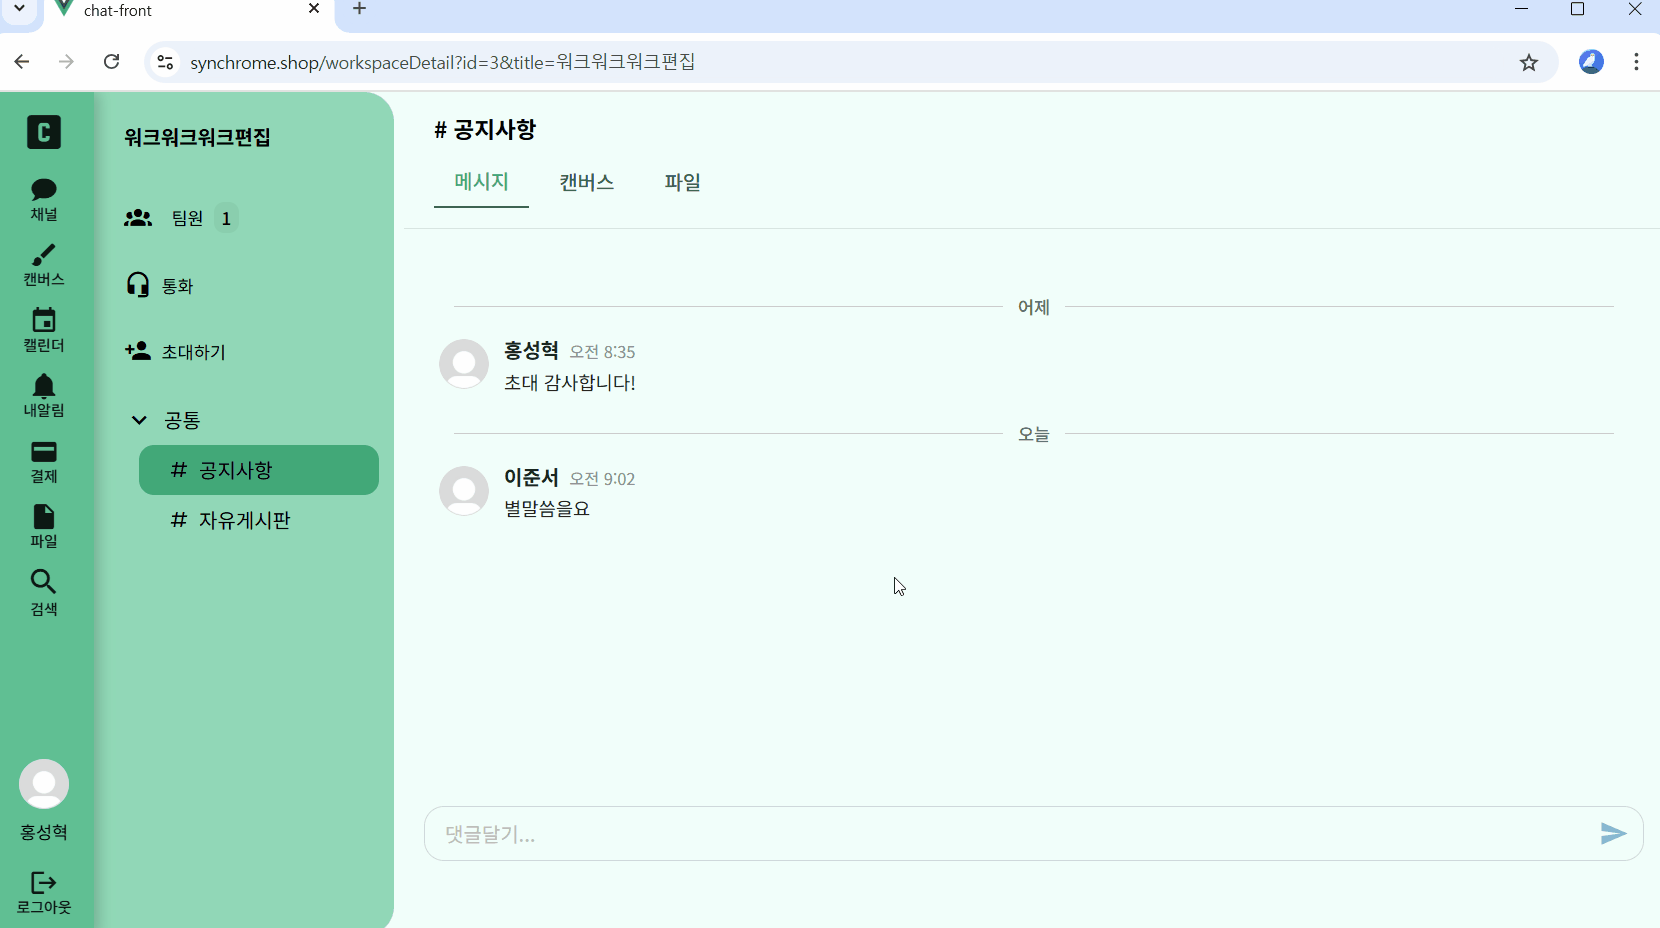 chat-front
synchrome.shop/workspaceDetail?id=3&title=워크워크워크편집
C
채널
캔버스
캘린더
내알림
결제
파일
검색
홍성혁
로그아웃
워크워크워크편집
팀원 1
통화
초대하기
공통
# 공지사항
# 자유게시판
# 공지사항
메시지 캔버스 파일
어제
홍성혁 오전 8:35
초대 감사합니다!
오늘
이준서 오전 9:02
별말씀을요
댓글달기...